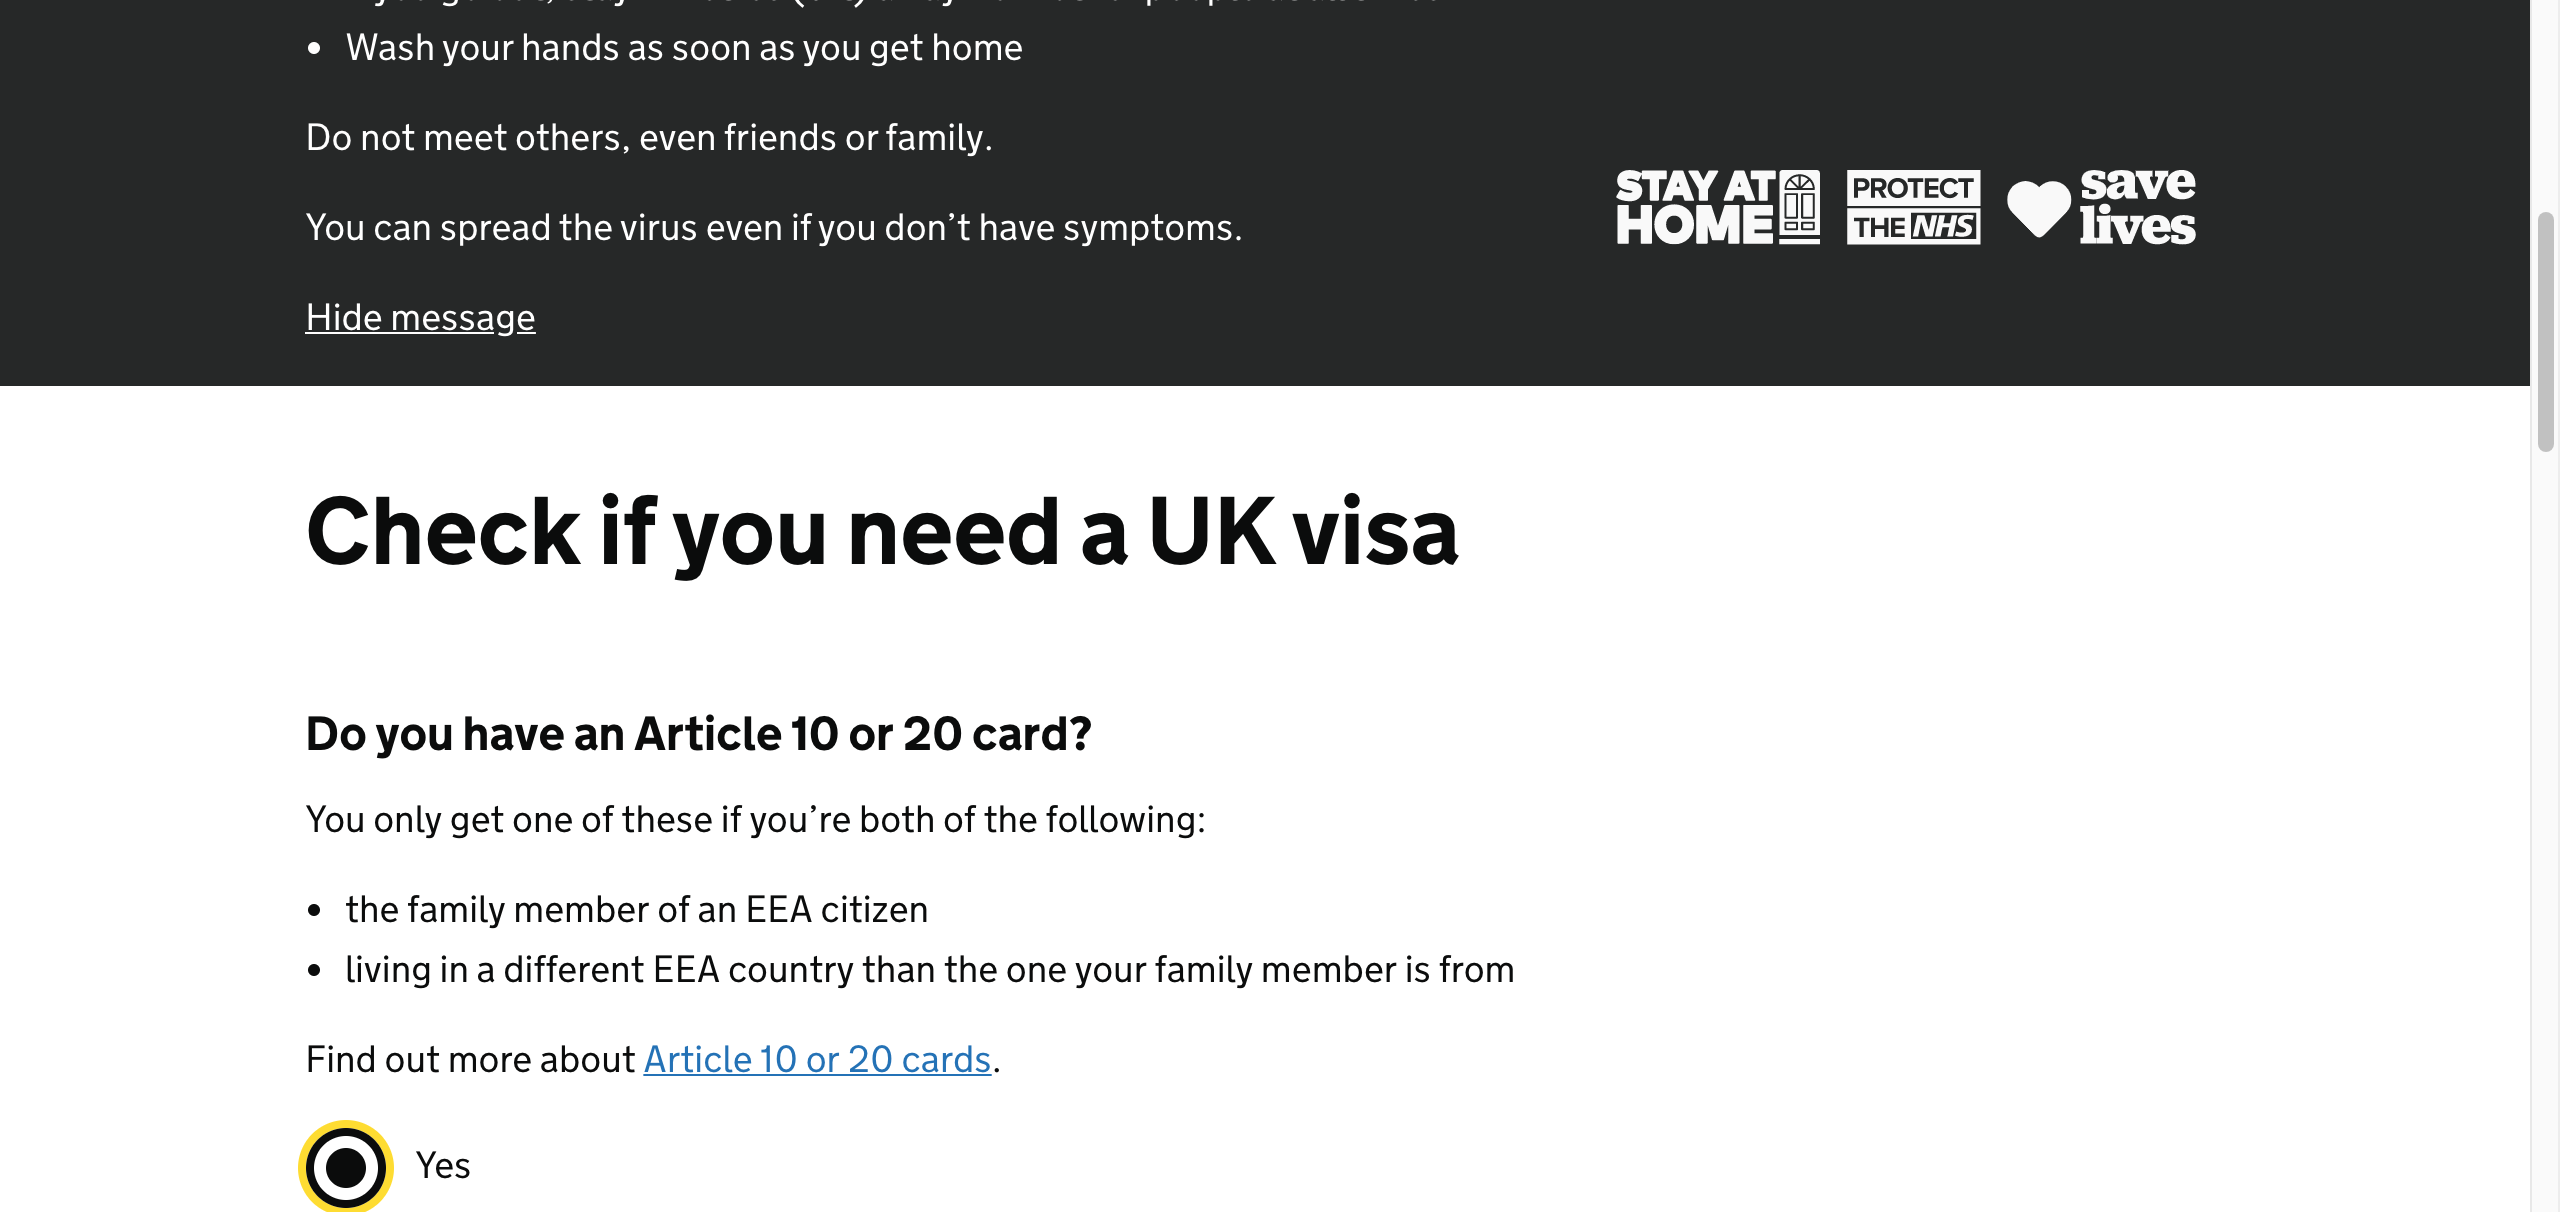 Wash your hands as soon as you get home
Do not meet others, even friends or family.
You can spread the virus even if you don’t have symptoms.
Hide message
STAY AT
HOME
PROTECT
THE NHS
save
lives
Check if you need a UK visa
Do you have an Article 10 or 20 card?
You only get one of these if you’re both of the following:
the family member of an EEA citizen
living in a different EEA country than the one your family member is from
Find out more about Article 10 or 20 cards.
Yes